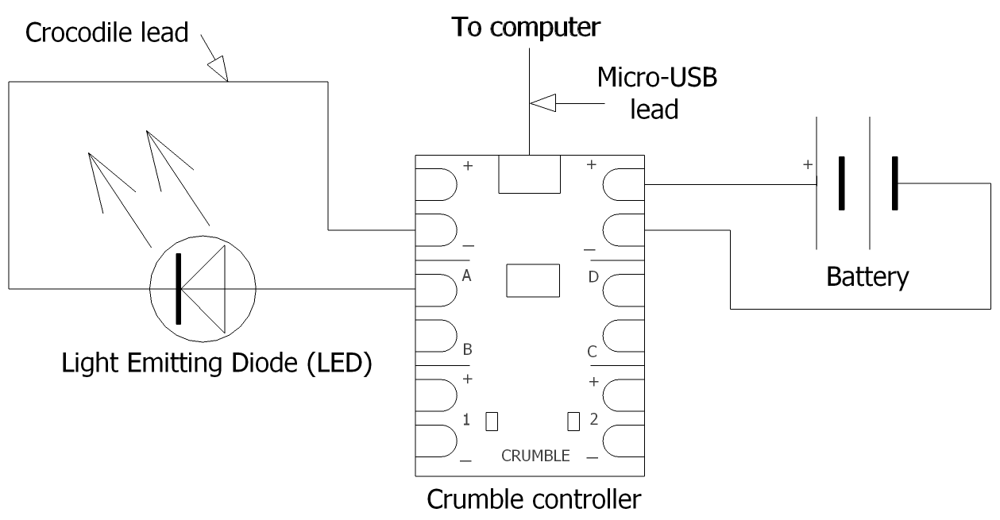 To computer
Crocodile lead
Micro-USB
lead
+ +
+
_ _
A D
Battery
B C
Light Emitting Diode (LED)
+ +
1 2
_ CRUMBLE _
Crumble controller